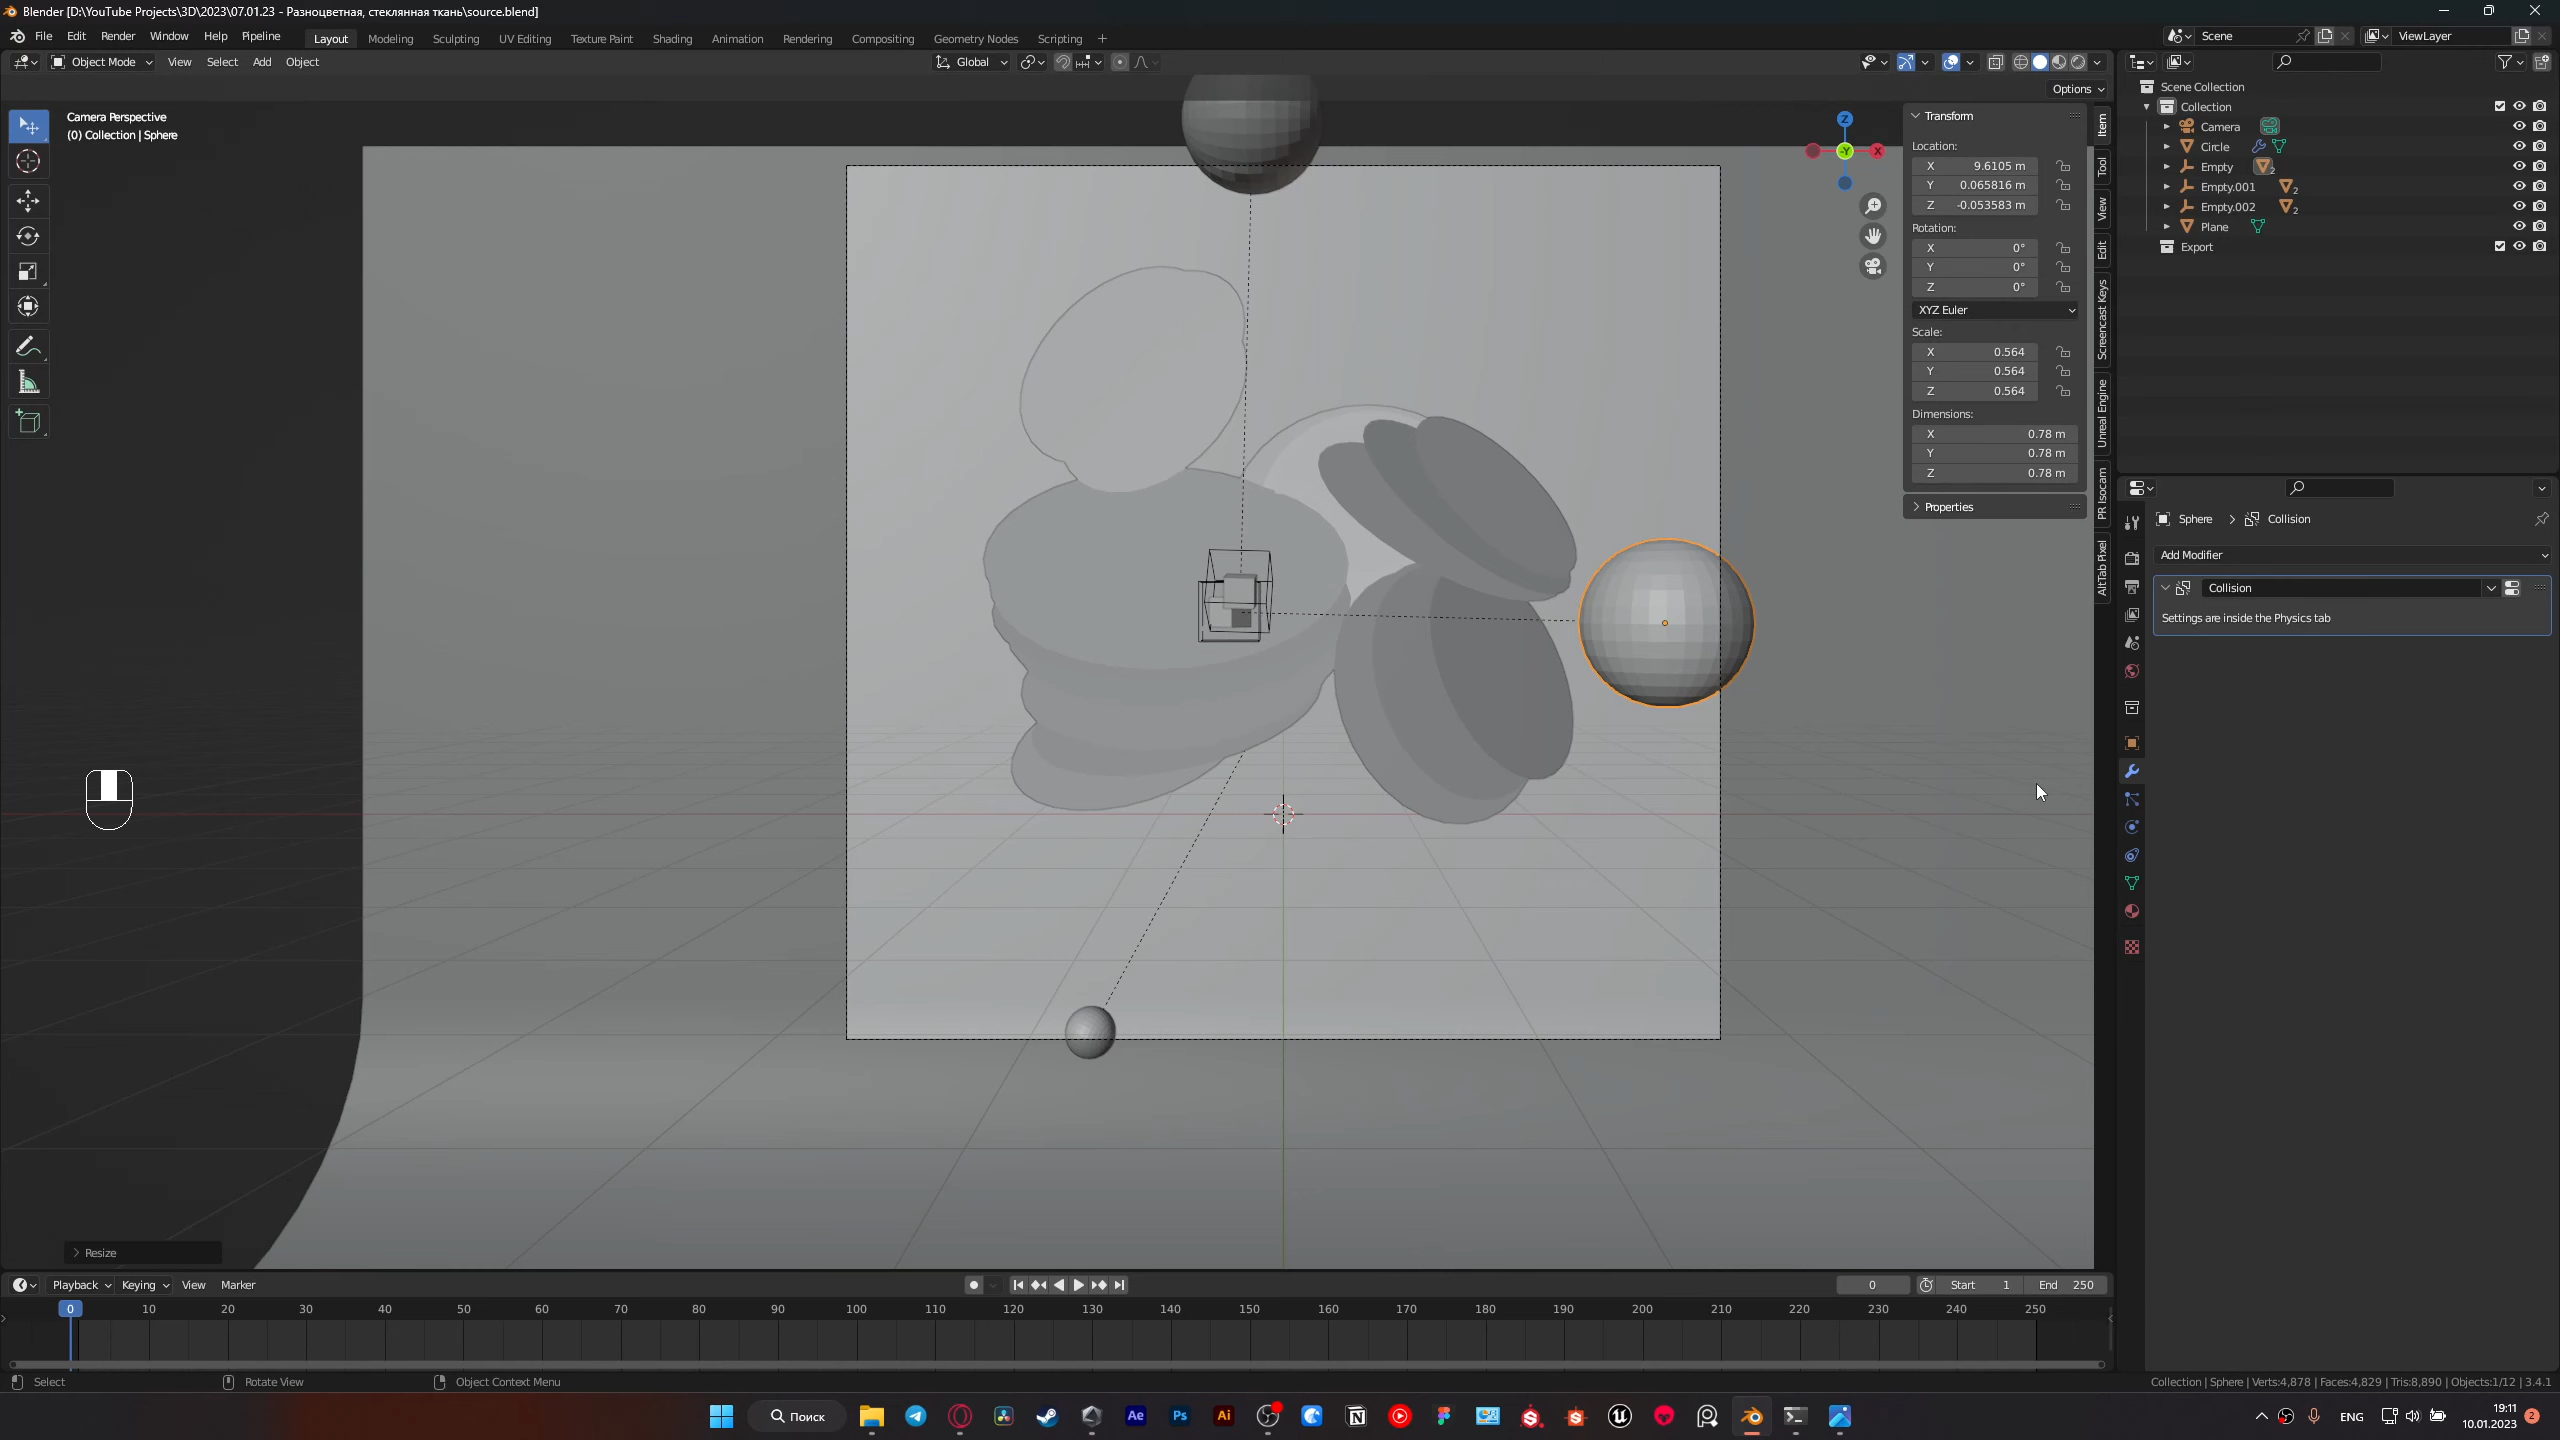 Blender [D:\YouTube Projects\3D\2023\07.01.23 - Разноцветная, стеклянная ткань\source.blend]
File Edit Render Window Help Pipeline
Layout Modeling Sculpting UV Editing Texture Paint Shading Animation Rendering Compositing Geometry Nodes Scripting +
Scene ViewLayer
Object Mode View Select Add Object
Global
Options
Camera Perspective
(0) Collection | Sphere
Z
-Y
X
Transform
Location:
X 9.6105 m
Y 0.065816 m
Z -0.053583 m
Rotation:
X 0°
Y 0°
Z 0°
XYZ Euler
Scale:
X 0.564
Y 0.564
Z 0.564
Dimensions:
X 0.78 m
Y 0.78 m
Z 0.78 m
Properties
Item
Tool
View
Edit
Screencast Keys
Unreal Engine
PR Isocam
AltTab Pixel
Scene Collection
Collection
Camera
Circle
Empty 2
Empty.001 2
Empty.002 2
Plane
Export
Sphere > Collision
Add Modifier
Collision
Settings are inside the Physics tab
Resize
Playback Keying View Marker
0 Start 1 End 250
0 10 20 30 40 50 60 70 80 90 100 110 120 130 140 150 160 170 180 190 200 210 220 230 240 250
Select Rotate View Object Context Menu
Collection | Sphere | Verts:4,878 | Faces:4,829 | Tris:8,890 | Objects:1/12 | 3.4.1
Поиск
Ae
Ps
Ai
ENG
19:11
10.01.2023
2